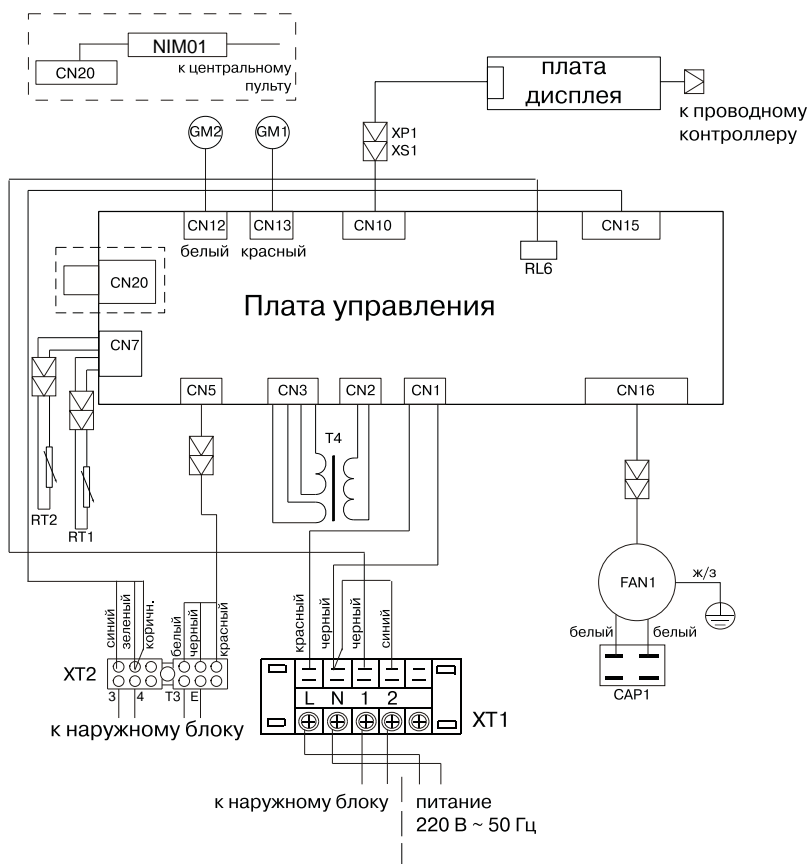 NIM01
CN20
к центральному
пульту
плата
дисплея
к проводному
контроллеру
GM2
GM1
XP1
XS1
CN12
CN13
CN10
CN15
белый
красный
RL6
CN20
Плата управления
CN7
CN5
CN3
CN2
CN1
CN16
T4
RT2
RT1
FAN1
ж/з
синий
зеленый
коричн.
белый
черный
красный
красный
черный
черный
синий
белый
белый
XT2
3
4
T3
E
L
N
1
2
XT1
CAP1
к наружному блоку
к наружному блоку
питание
220 В ~ 50 Гц